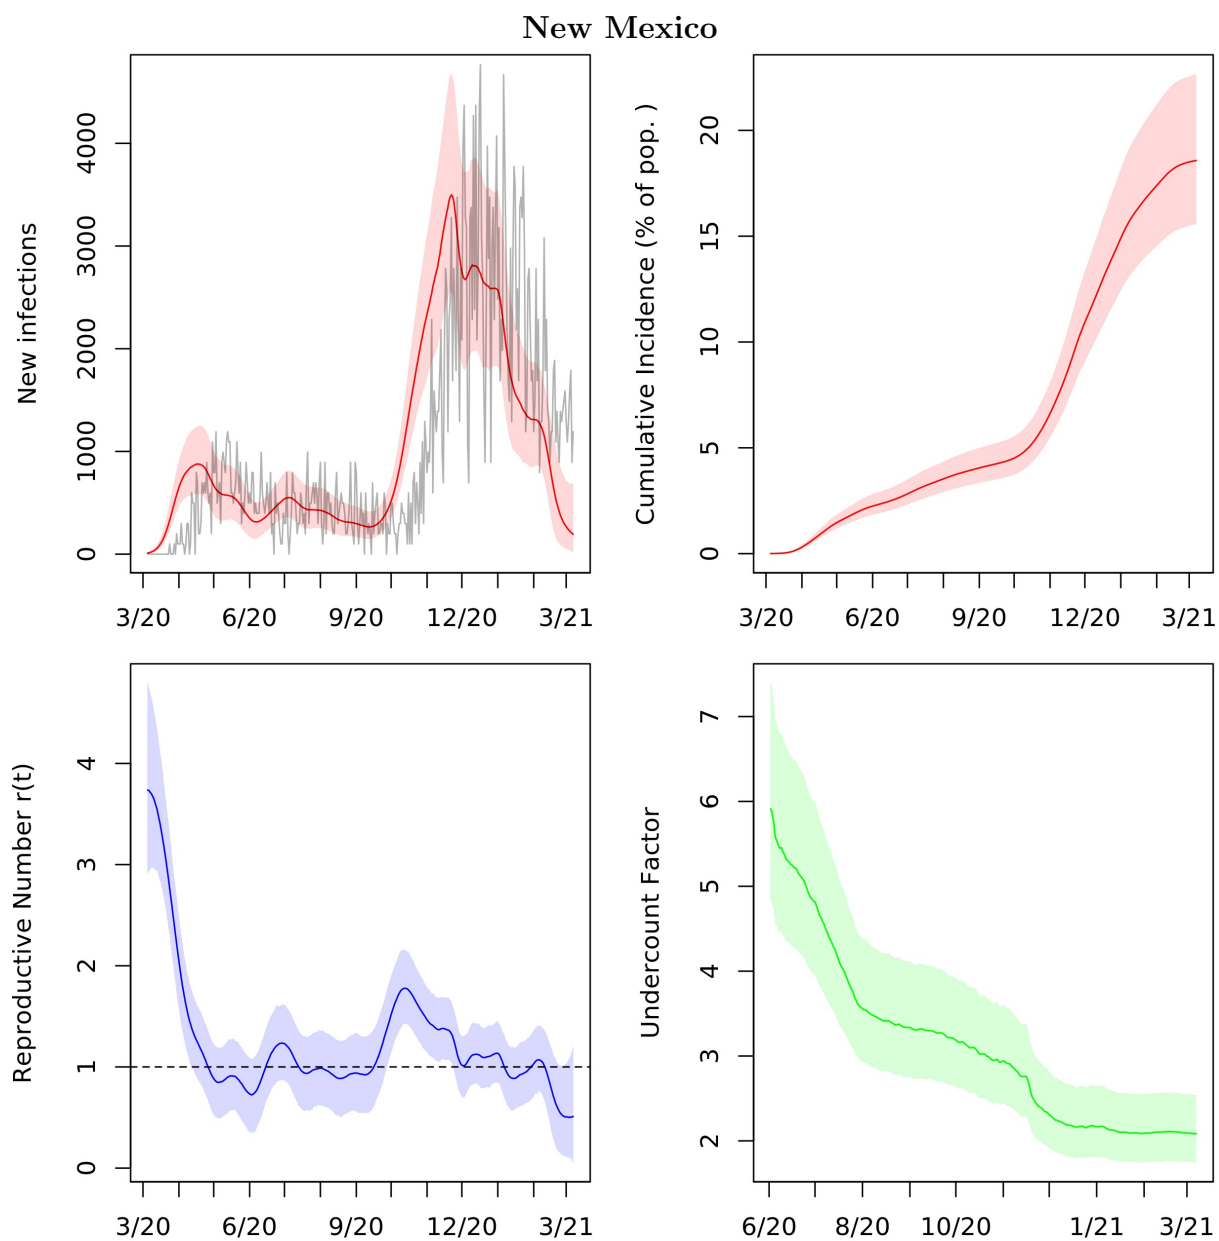 New Mexico
New infections
4000
3000
2000
1000
0
3/20 6/20 9/20 12/20 3/21
Cumulative Incidence (% of pop. )
20
15
10
5
0
3/20 6/20 9/20 12/20 3/21
Reproductive Number r(t)
4
3
2
1
0
3/20 6/20 9/20 12/20 3/21
Undercount Factor
7
6
5
4
3
2
6/20 8/20 10/20 1/21 3/21